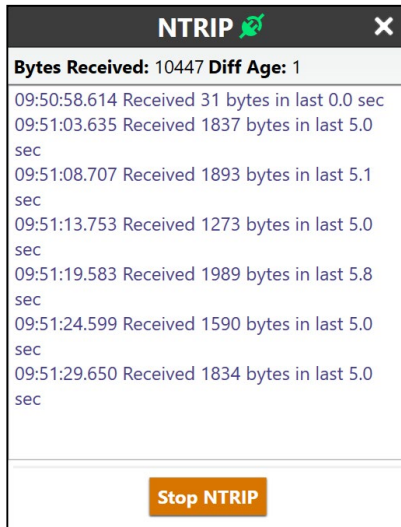 NTRIP
Bytes Received: 10447 Diff Age: 1
09:50:58.614 Received 31 bytes in last 0.0 sec
09:51:03.635 Received 1837 bytes in last 5.0
sec
09:51:08.707 Received 1893 bytes in last 5.1
sec
09:51:13.753 Received 1273 bytes in last 5.0
sec
09:51:19.583 Received 1989 bytes in last 5.8
sec
09:51:24.599 Received 1590 bytes in last 5.0
sec
09:51:29.650 Received 1834 bytes in last 5.0
sec
Stop NTRIP